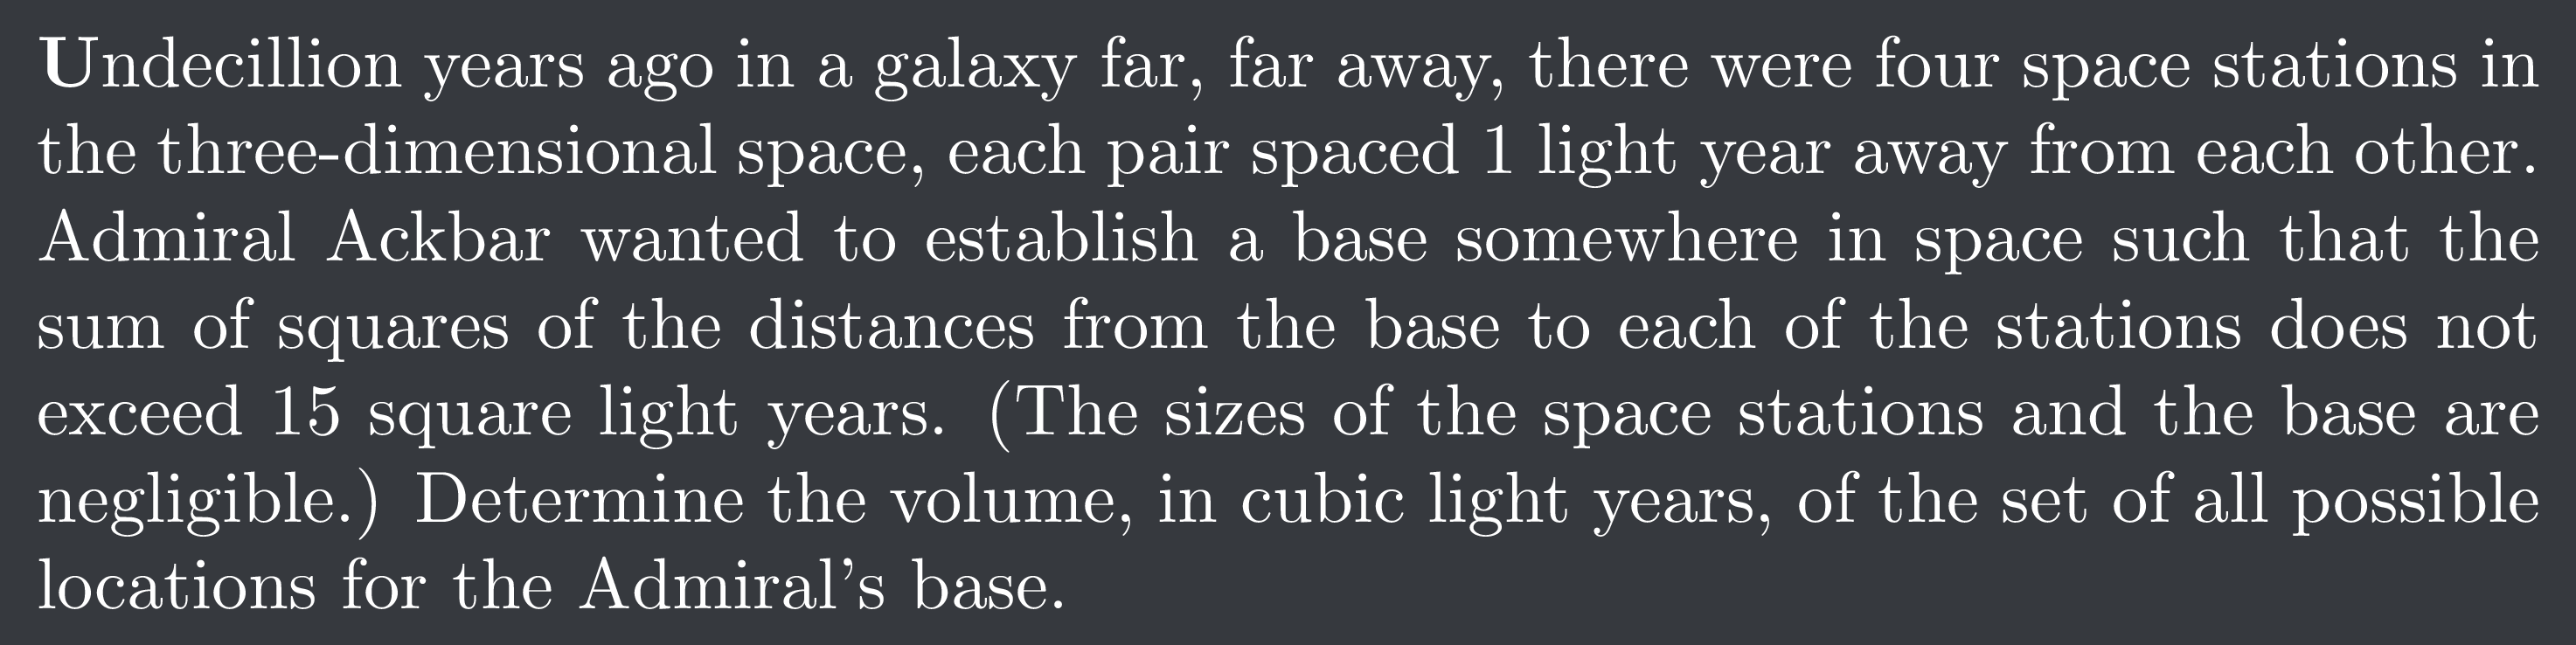 Undecillion years ago in a galaxy far, far away, there were four space stations in
the three-dimensional space, each pair spaced 1 light year away from each other.
Admiral Ackbar wanted to establish a base somewhere in space such that the
sum of squares of the distances from the base to each of the stations does not
exceed 15 square light years. (The sizes of the space stations and the base are
negligible.) Determine the volume, in cubic light years, of the set of all possible
locations for the Admiral's base.